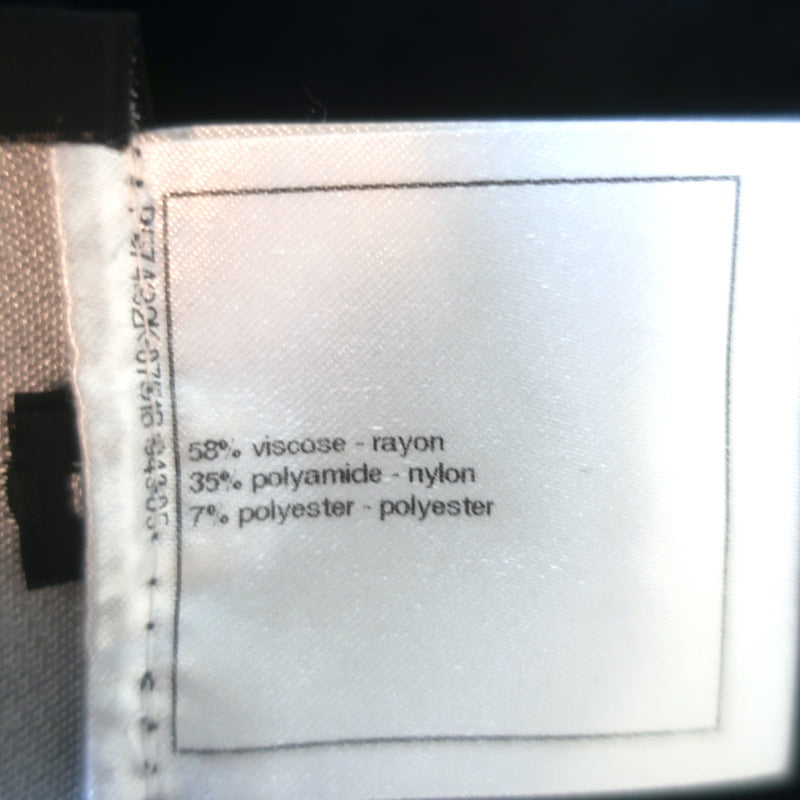 58% viscose - rayon
35% polyamide - nylon
7% polyester - polyester